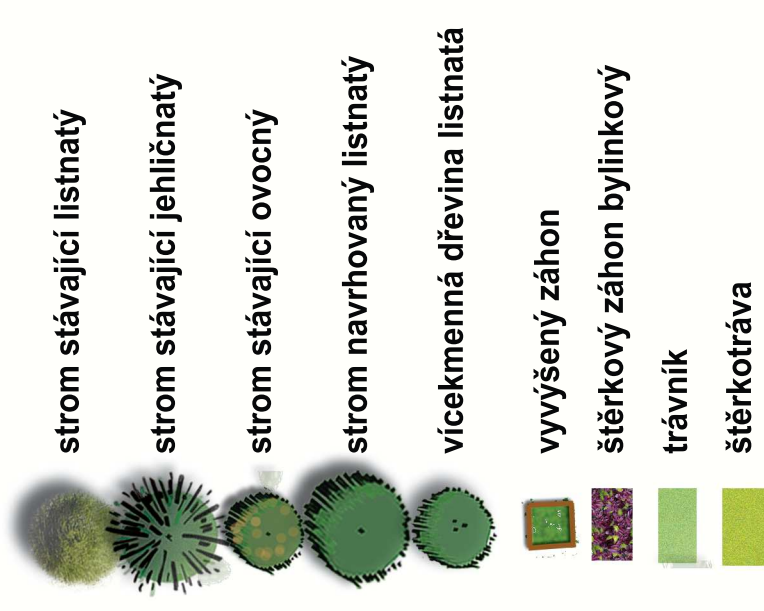 strom stávající listnatý
strom stávající jehličnatý
strom stávající ovocný
strom navrhovaný listnatý
vícekmenná dřevina listnatá
vyvýšený záhon
štěrkový záhon bylinkový
trávník
štěrkotráva